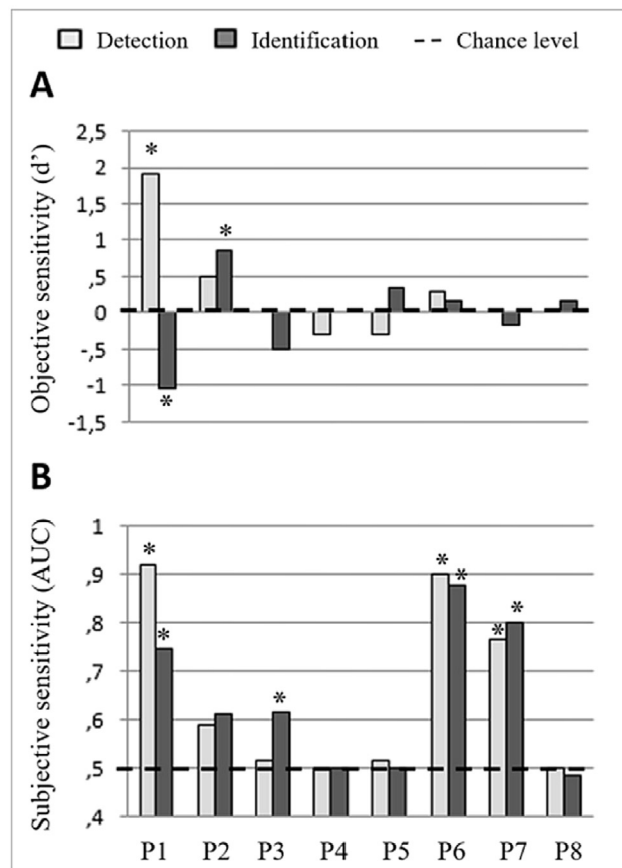 Detection Identification Chance level
A
Objective sensitivity (d’)
2,5
2
1,5
1
,5
0
-,5
-1
-1,5
* * *
B
Subjective sensitivity (AUC)
1
,9
,8
,7
,6
,5
,4
* * * * * * *
P1 P2 P3 P4 P5 P6 P7 P8